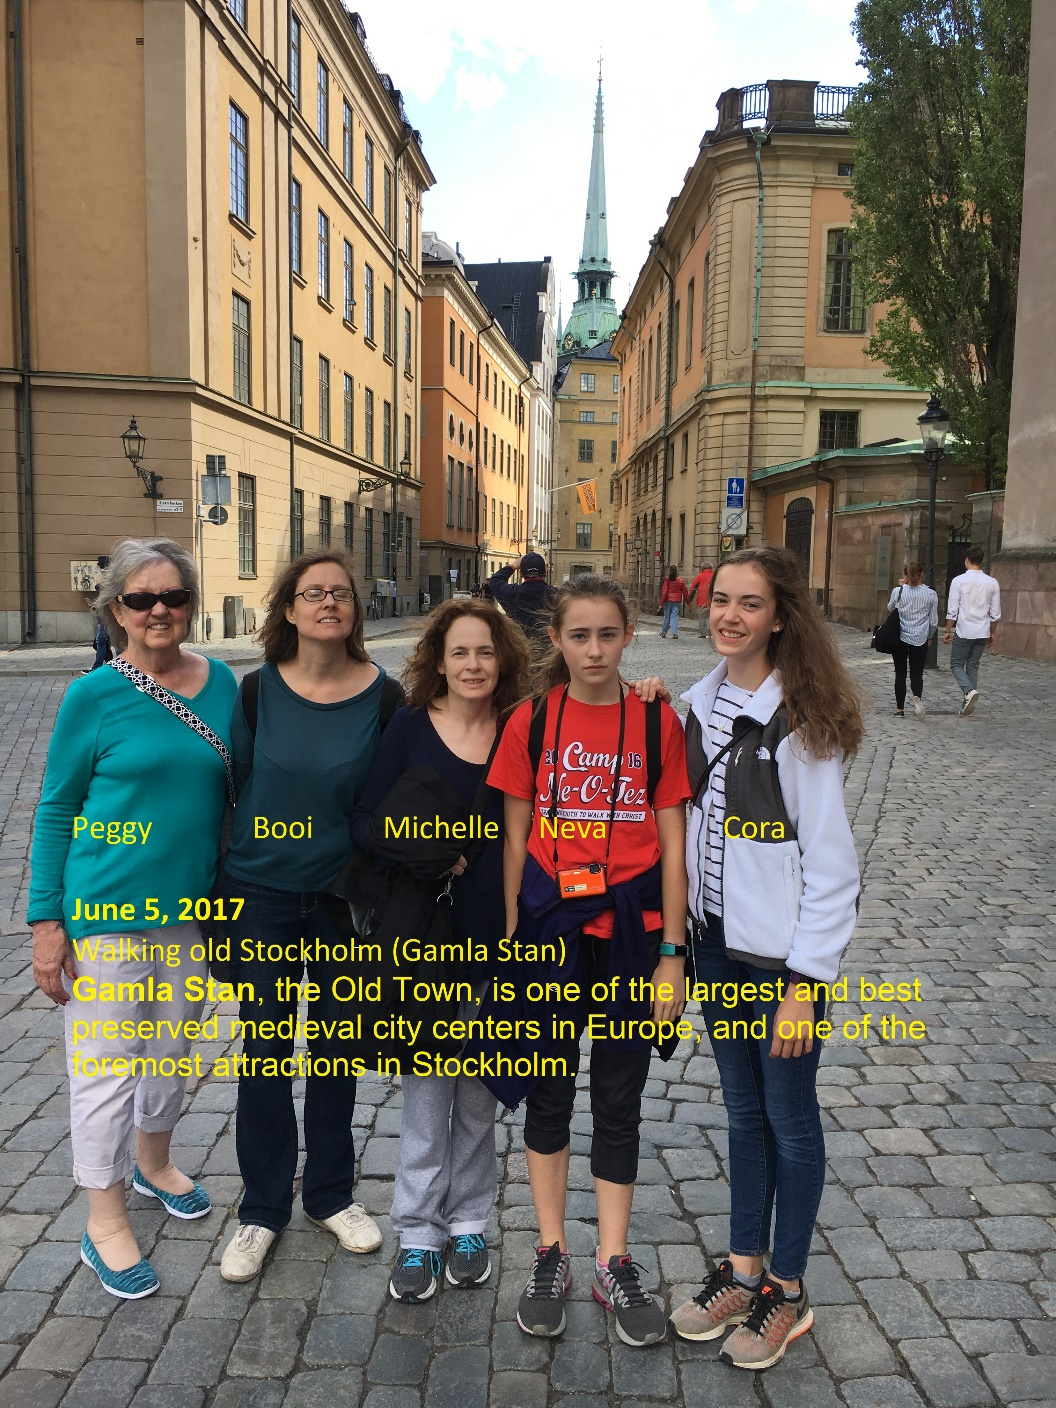 20 Camp 16
Ne-O-Tez
Peggy Booi Michelle Neva Cora
June 5, 2017
Walking old Stockholm (Gamla Stan)
Gamla Stan, the Old Town, is one of the largest and best
preserved medieval city centers in Europe, and one of the
foremost attractions in Stockholm.